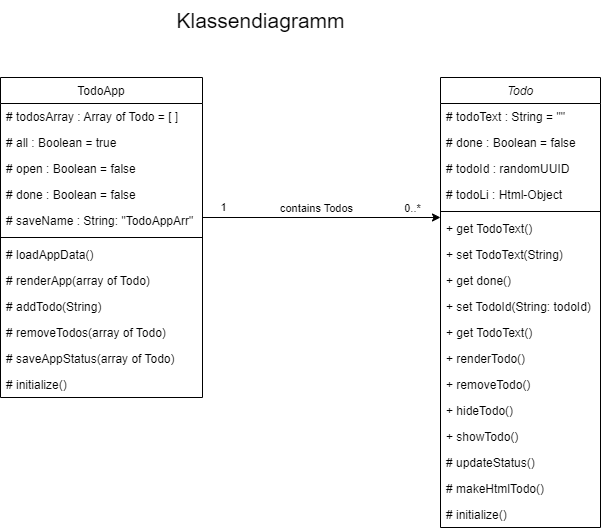 Klassendiagramm
TodoApp
# todosArray : Array of Todo = [ ]
# all : Boolean = true
# open : Boolean = false
# done : Boolean = false
# saveName : String: "TodoAppArr"
# loadAppData()
# renderApp(array of Todo)
# addTodo(String)
# removeTodos(array of Todo)
# saveAppStatus(array of Todo)
# initialize()
1
contains Todos
0..*
Todo
# todoText : String = ""
# done : Boolean = false
# todoId : randomUUID
# todoLi : Html-Object
+ get TodoText()
+ set TodoText(String)
+ get done()
+ set TodoId(String: todoId)
+ get TodoText()
+ renderTodo()
+ removeTodo()
+ hideTodo()
+ showTodo()
# updateStatus()
# makeHtmlTodo()
# initialize()